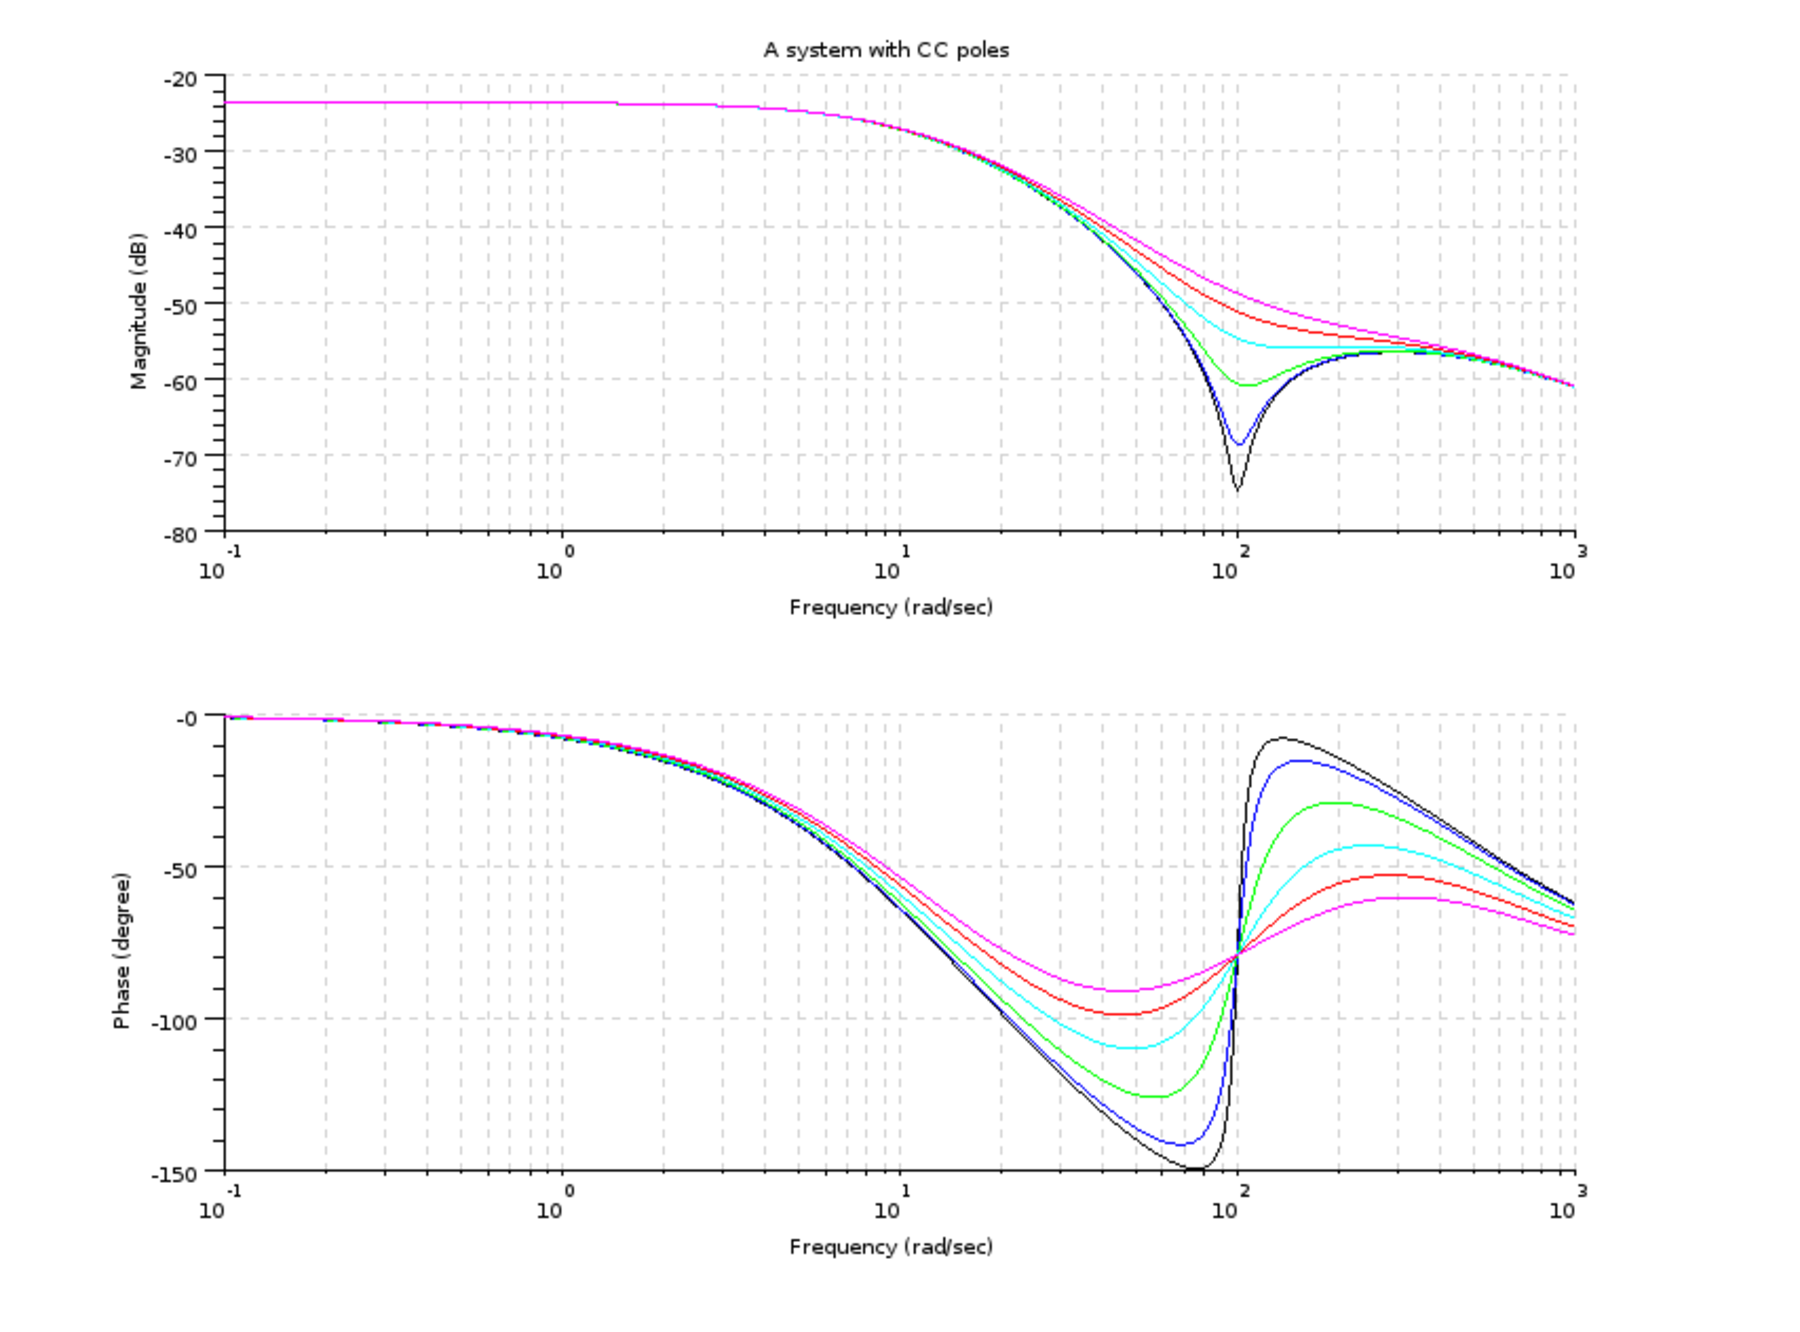 A system with CC poles
-20
-30
-40
-50
-60
-70
-80
Magnitude (dB)
10^-1 10^0 10^1 10^2 10^3
Frequency (rad/sec)
-0
-50
-100
-150
Phase (degree)
10^-1 10^0 10^1 10^2 10^3
Frequency (rad/sec)